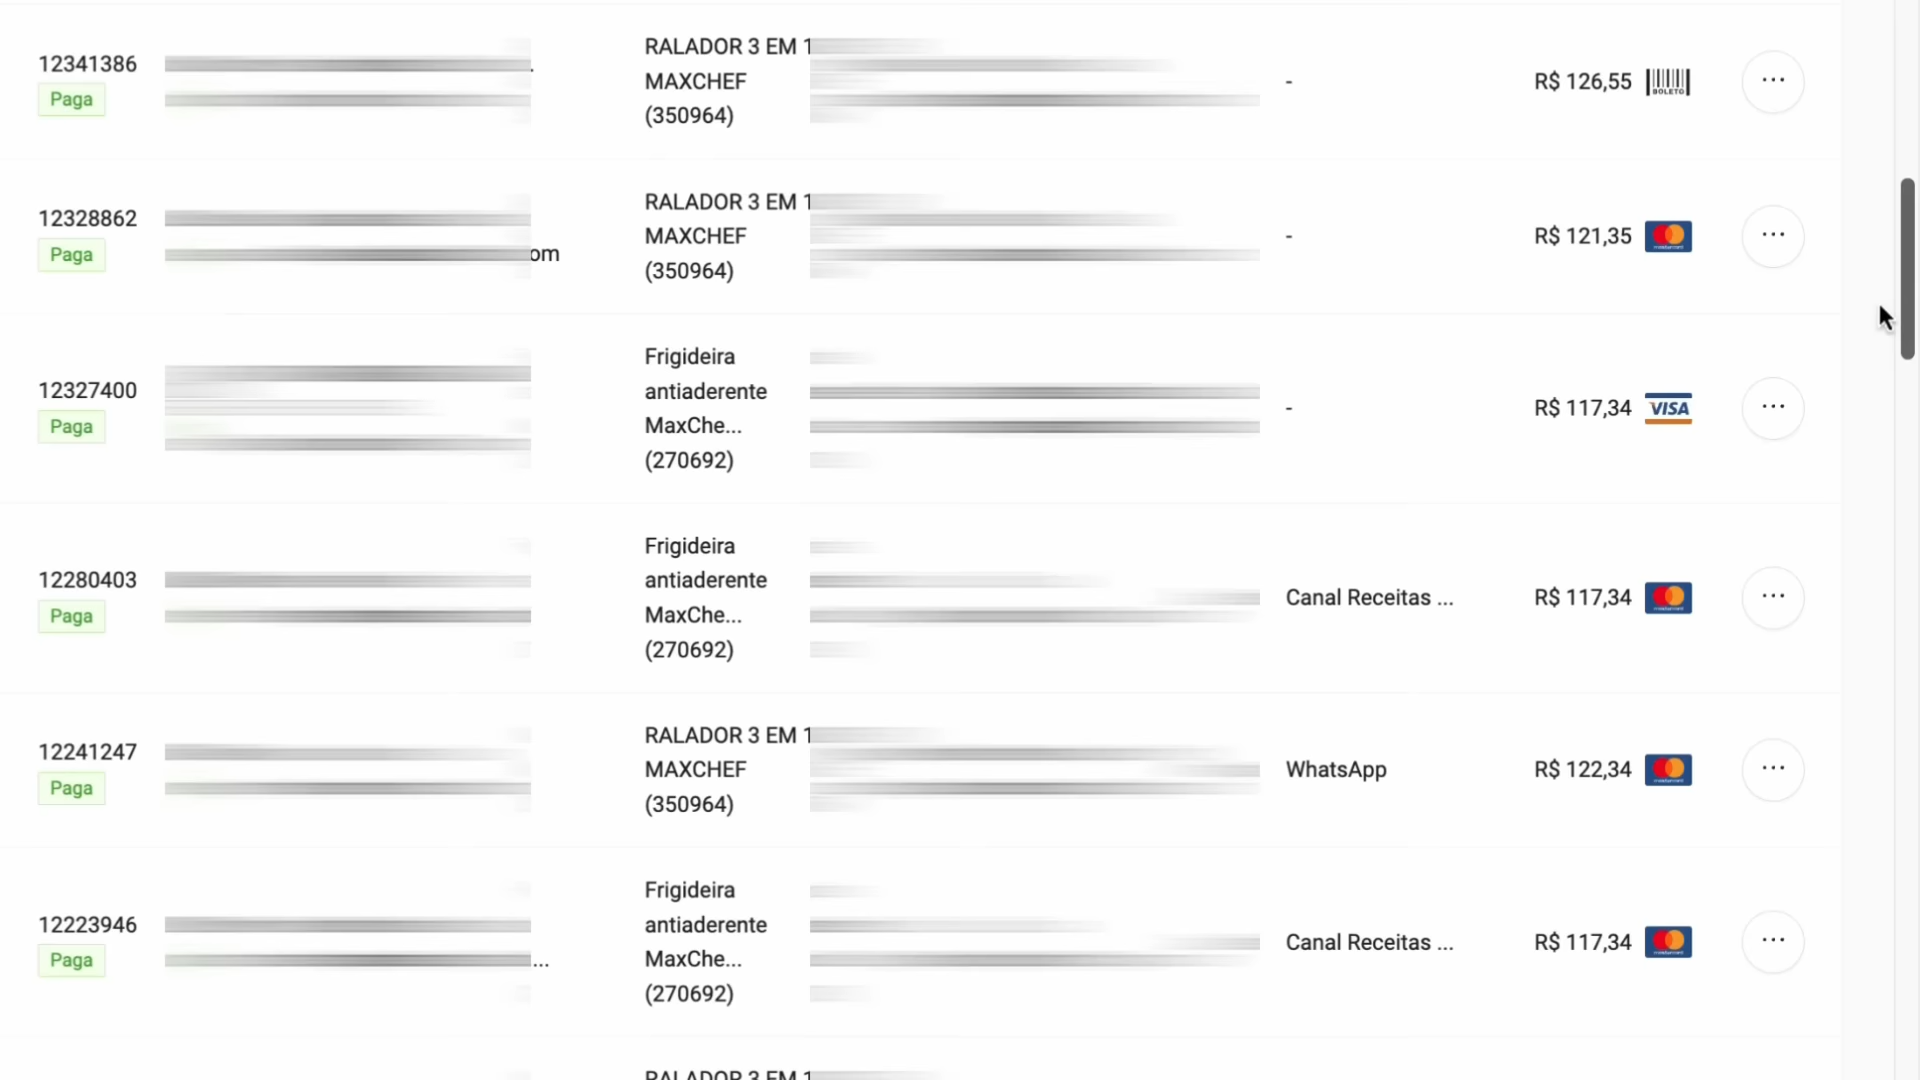 12341386
Paga
RALADOR 3 EM 1
MAXCHEF
(350964)
-
R$ 126,55
BOLETO
12328862
Paga
om
RALADOR 3 EM 1
MAXCHEF
(350964)
-
R$ 121,35
12327400
Paga
Frigideira
antiaderente
MaxChe...
(270692)
-
R$ 117,34
VISA
12280403
Paga
Frigideira
antiaderente
MaxChe...
(270692)
Canal Receitas ...
R$ 117,34
12241247
Paga
RALADOR 3 EM 1
MAXCHEF
(350964)
WhatsApp
R$ 122,34
12223946
Paga
...
Frigideira
antiaderente
MaxChe...
(270692)
Canal Receitas ...
R$ 117,34
RALADOR 3 EM 1